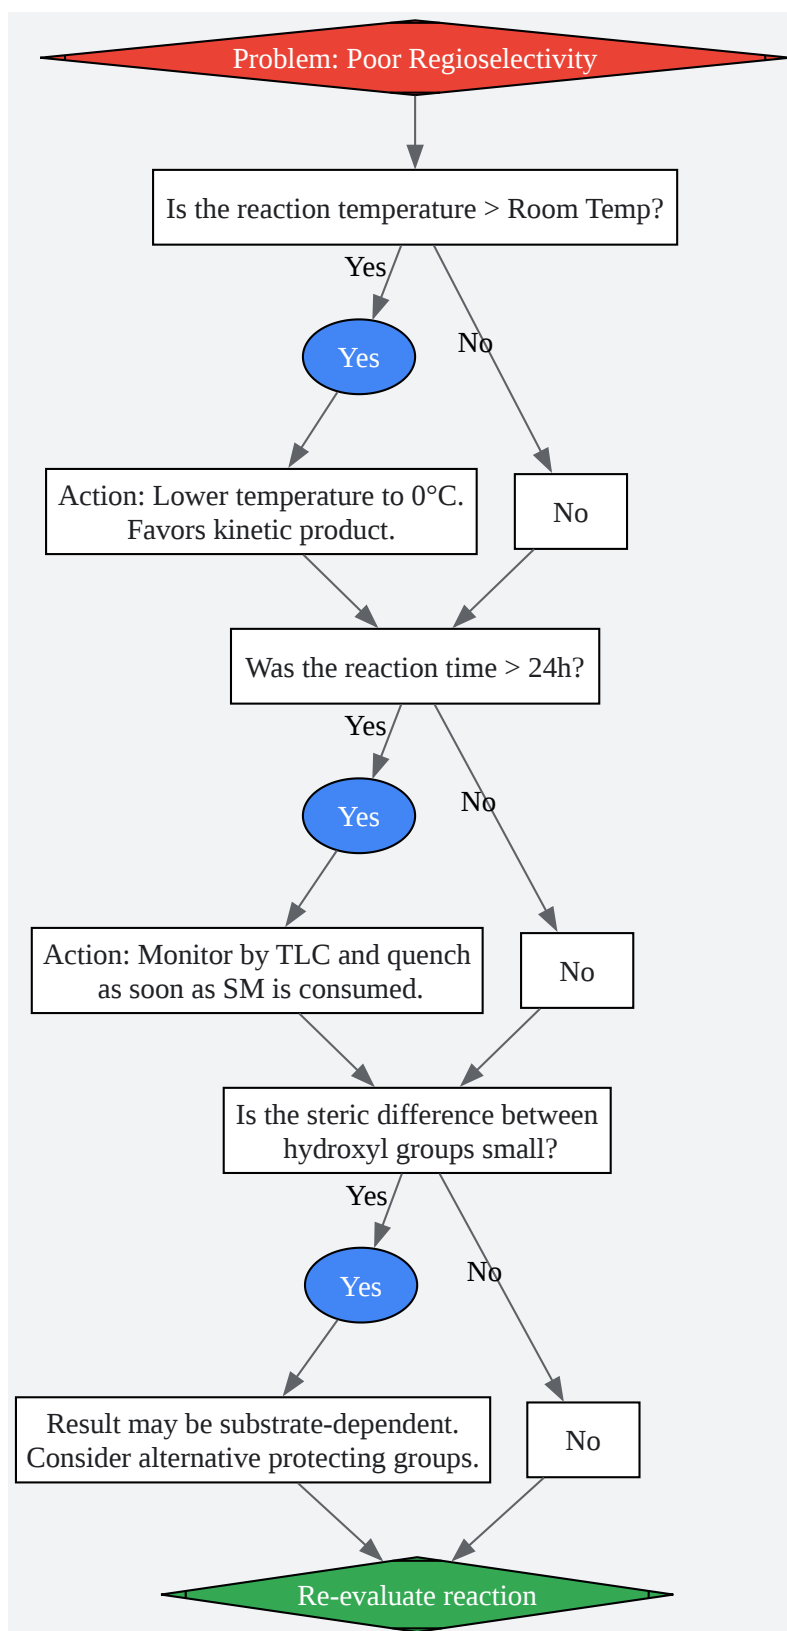 Problem: Poor Regioselectivity
Is the reaction temperature > Room Temp?
Yes
No
Yes
Action: Lower temperature to 0°C.
Favors kinetic product.
No
Was the reaction time > 24h?
Yes
No
Yes
Action: Monitor by TLC and quench
as soon as SM is consumed.
No
Is the steric difference between
hydroxyl groups small?
Yes
No
Yes
Result may be substrate-dependent.
Consider alternative protecting groups.
No
Re-evaluate reaction